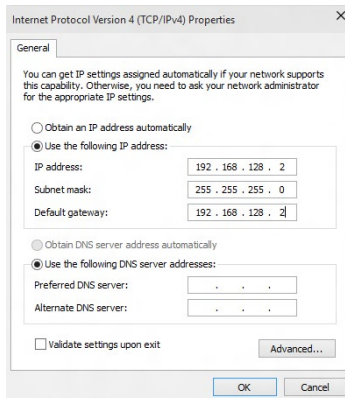 Internet Protocol Version 4 (TCP/IPv4) Properties
General
You can get IP settings assigned automatically if your network supports
this capability. Otherwise, you need to ask your network administrator
for the appropriate IP settings.
Obtain an IP address automatically
Use the following IP address:
IP address: 192 . 168 . 128 . 2
Subnet mask: 255 . 255 . 255 . 0
Default gateway: 192 . 168 . 128 . 2
Obtain DNS server address automatically
Use the following DNS server addresses:
Preferred DNS server: . . .
Alternate DNS server: . . .
Validate settings upon exit
Advanced...
OK Cancel